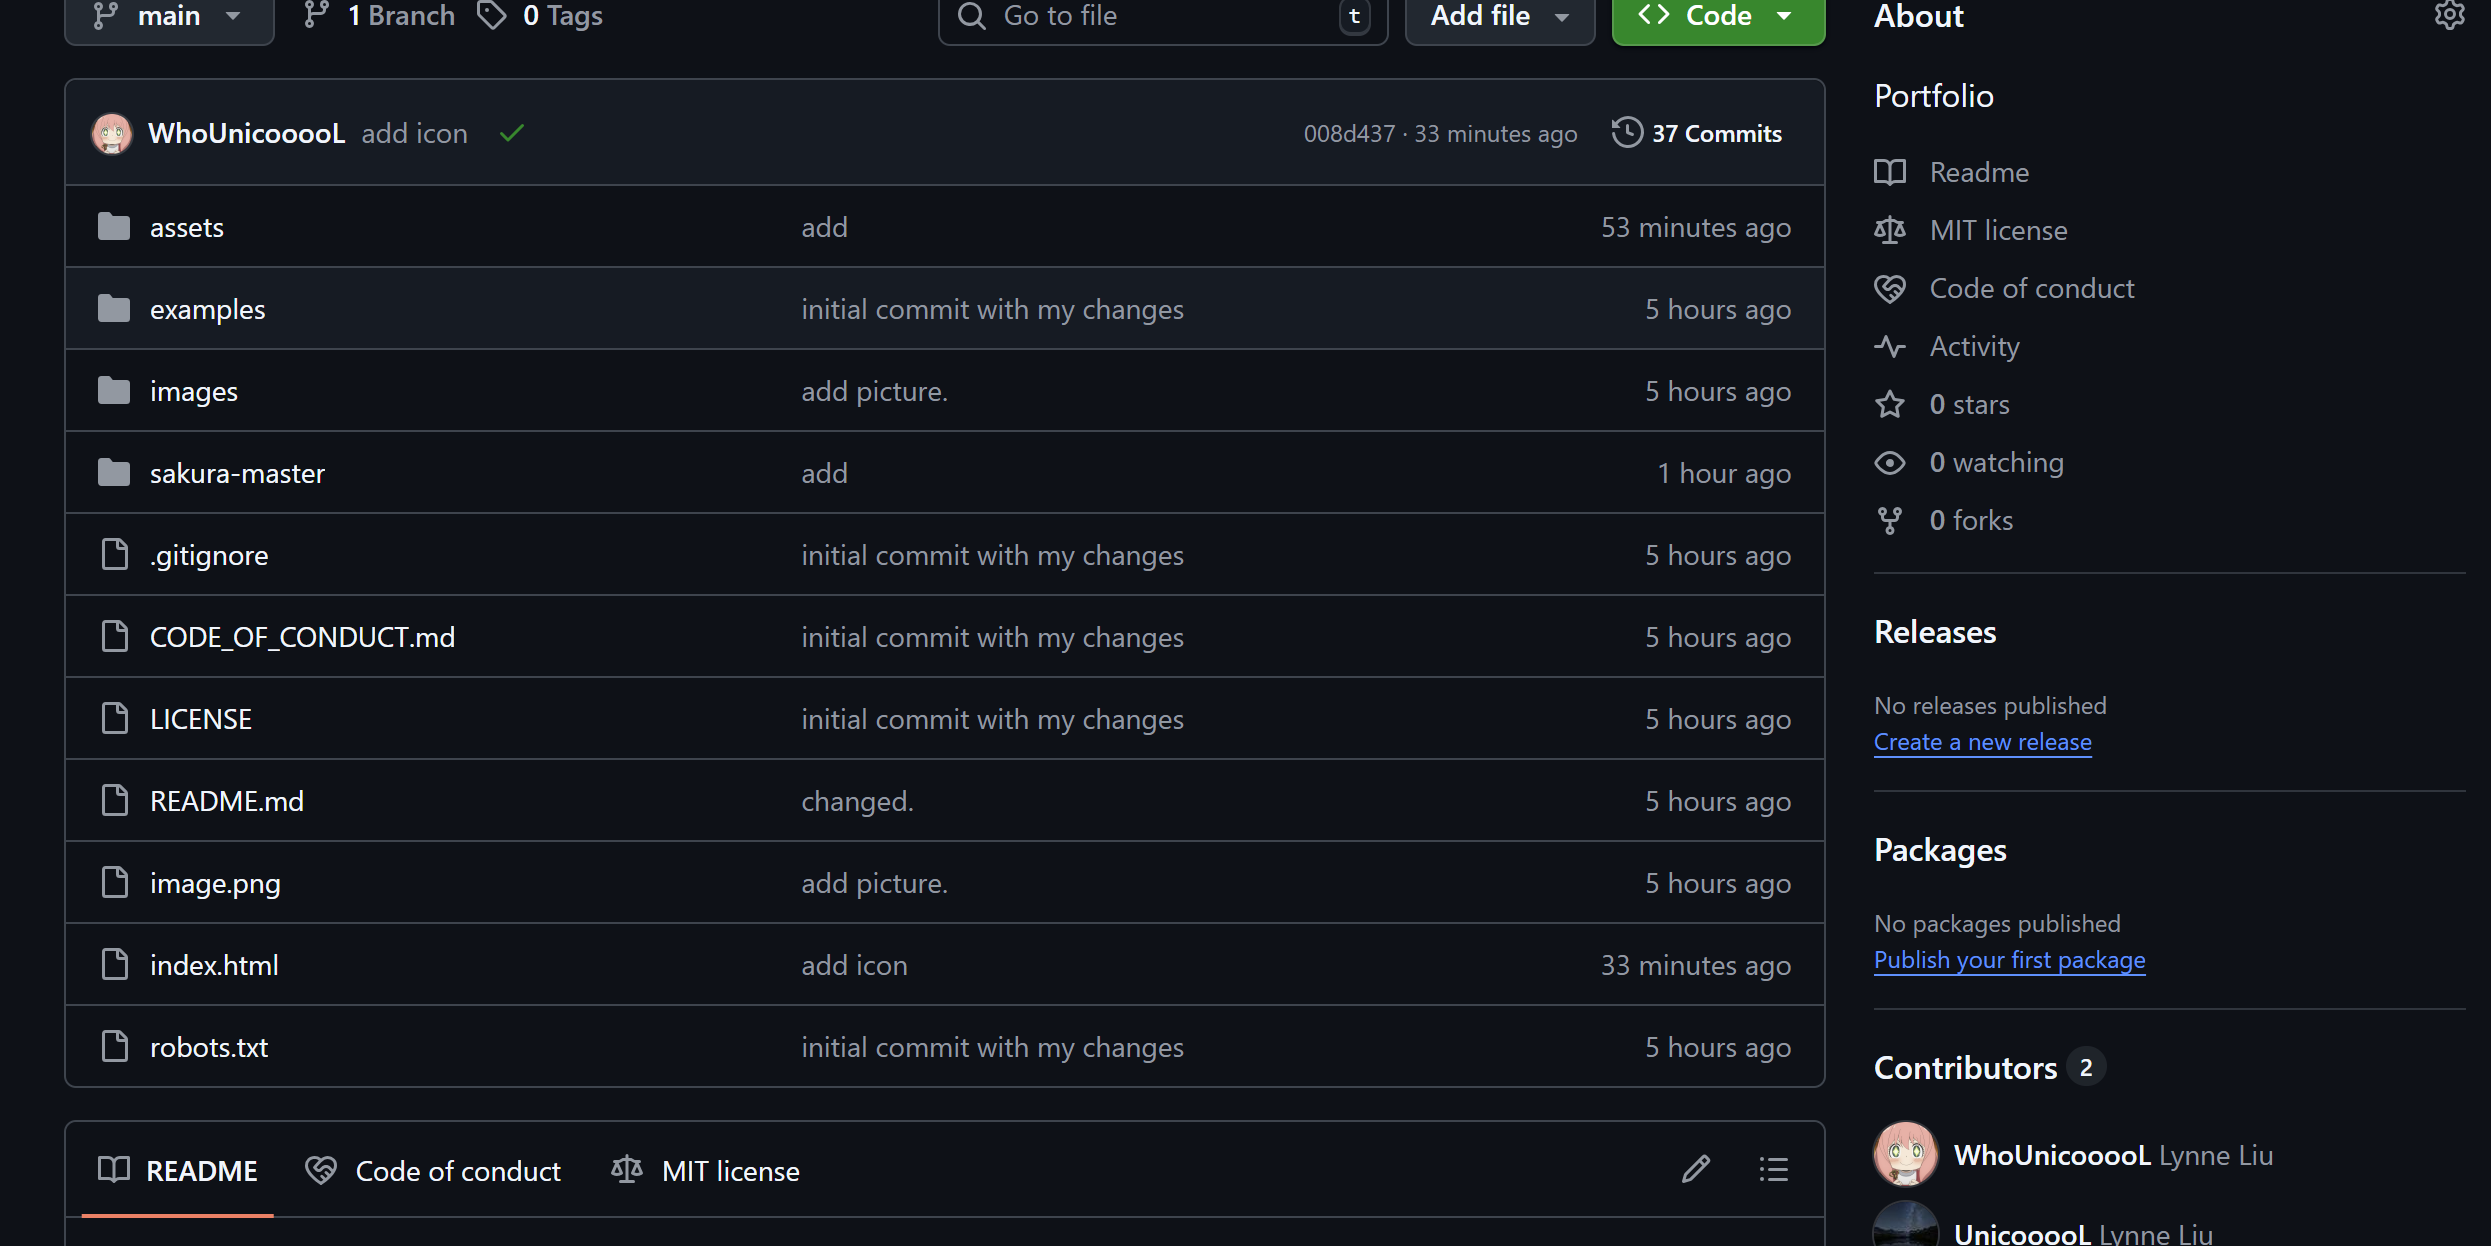 main 1 Branch 0 Tags Go to file t Add file Code
WhoUnicooooL add icon 008d437 · 33 minutes ago 37 Commits
assets add 53 minutes ago
examples initial commit with my changes 5 hours ago
images add picture. 5 hours ago
sakura-master add 1 hour ago
.gitignore initial commit with my changes 5 hours ago
CODE_OF_CONDUCT.md initial commit with my changes 5 hours ago
LICENSE initial commit with my changes 5 hours ago
README.md changed. 5 hours ago
image.png add picture. 5 hours ago
index.html add icon 33 minutes ago
robots.txt initial commit with my changes 5 hours ago
README Code of conduct MIT license
About
Portfolio
Readme
MIT license
Code of conduct
Activity
0 stars
0 watching
0 forks
Releases
No releases published
Create a new release
Packages
No packages published
Publish your first package
Contributors 2
WhoUnicooooL Lynne Liu
UnicooooL Lynne Liu